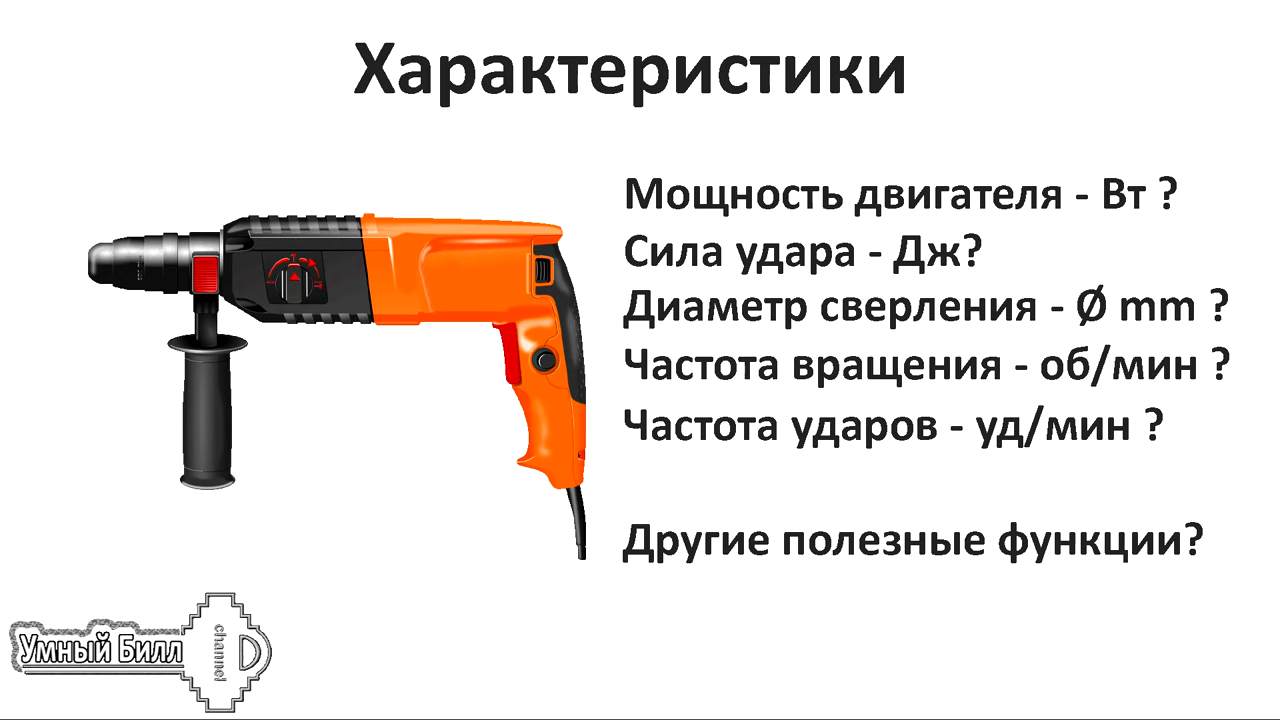 Характеристики
Мощность двигателя - Вт ?
Сила удара - Дж?
Диаметр сверления - Ø mm ?
Частота вращения - об/мин ?
Частота ударов - уд/мин ?
Другие полезные функции?
Умный Билл
channel